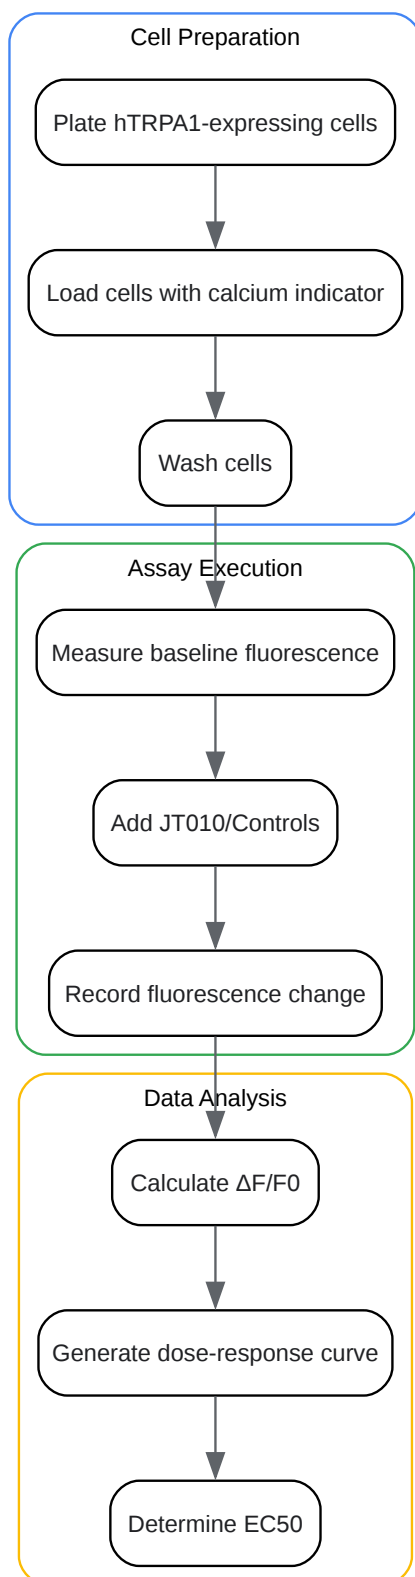 Cell Preparation
Plate hTRPA1-expressing cells
Load cells with calcium indicator
Wash cells
Assay Execution
Measure baseline fluorescence
Add JT010/Controls
Record fluorescence change
Data Analysis
Calculate ΔF/F0
Generate dose-response curve
Determine EC50